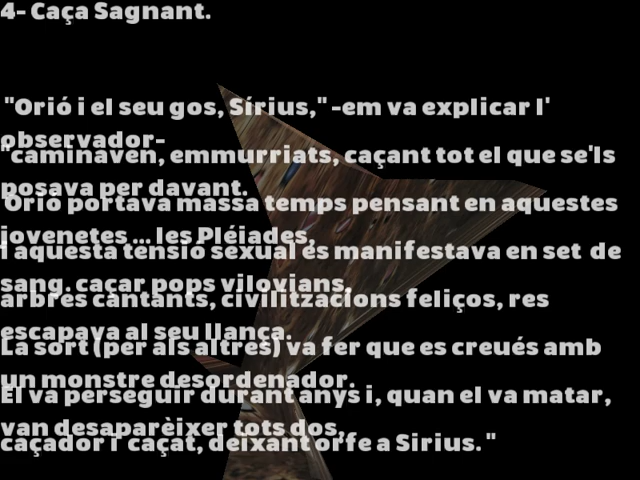 4- Caça Sagnant.
"Orió i el seu gos, Sírius," -em va explicar l'
observador-
"caminaven, emmurriats, caçant tot el que se'ls
posava per davant.
Orió portava massa temps pensant en aquestes
jovenetes ... les Pléiades,
i aquesta tensió sexual es manifestava en set de
sang. caçar pops vilovians,
arbres cantants, civilitzacions feliços, res
escapava al seu llança.
La sort (per als altres) va fer que es creués amb
un monstre desordenador.
El va perseguir durant anys i, quan el va matar,
van desaparèixer tots dos,
caçador i caçat, deixant orfe a Sirius. "